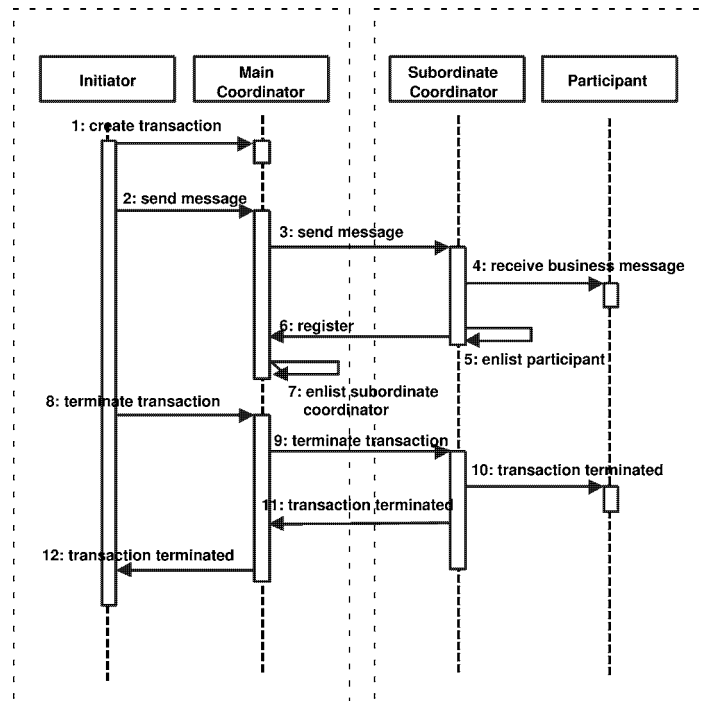 Initiator
Main
Coordinator
Subordinate
Coordinator
Participant
1: create transaction
2: send message
3: send message
4: receive business message
6: register
5: enlist participant
7: enlist subordinate
coordinator
8: terminate transaction
9: terminate transaction
10: transaction terminated
11: transaction terminated
12: transaction terminated